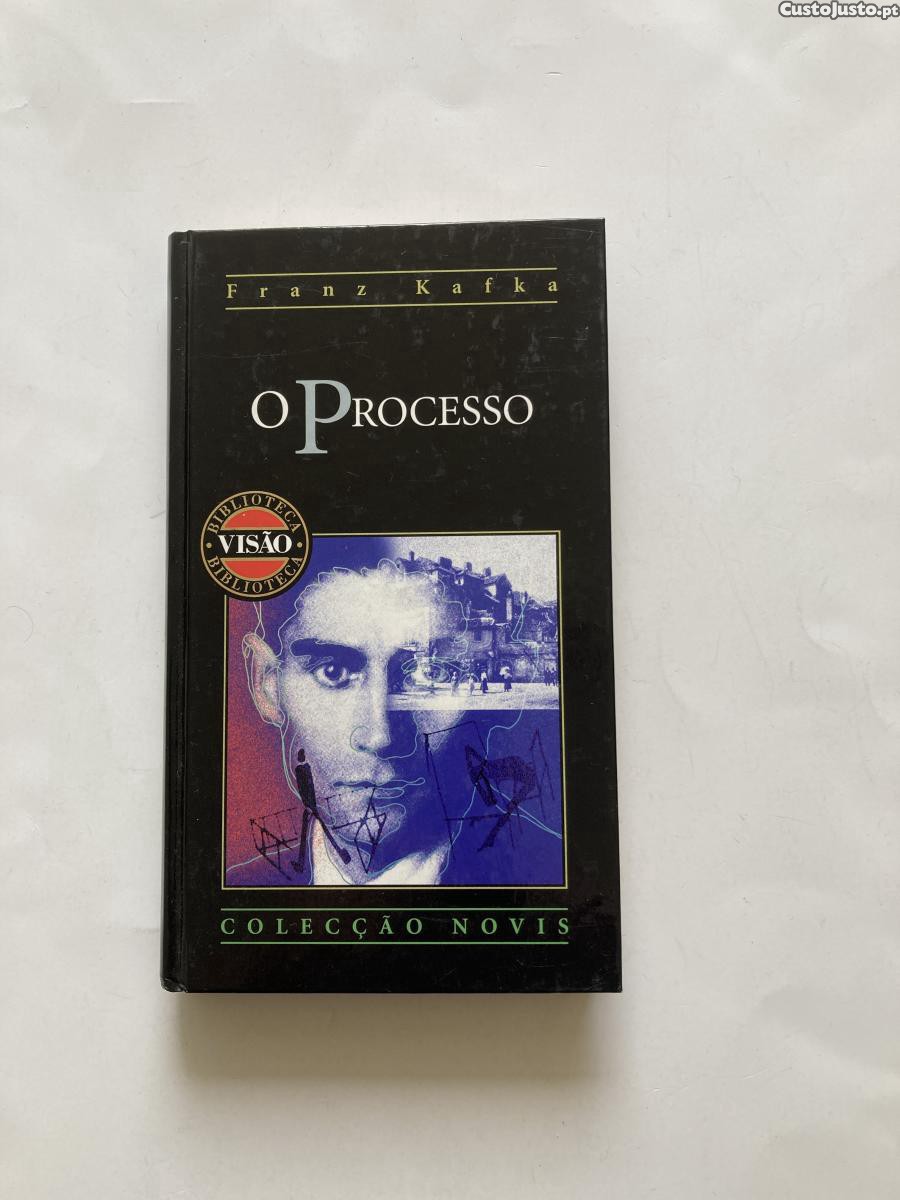 CustoJusto.pt
Franz Kafka
O PROCESSO
BIBLIOTECA
VISÃO
BIBLIOTECA
COLECÇÃO NOVIS